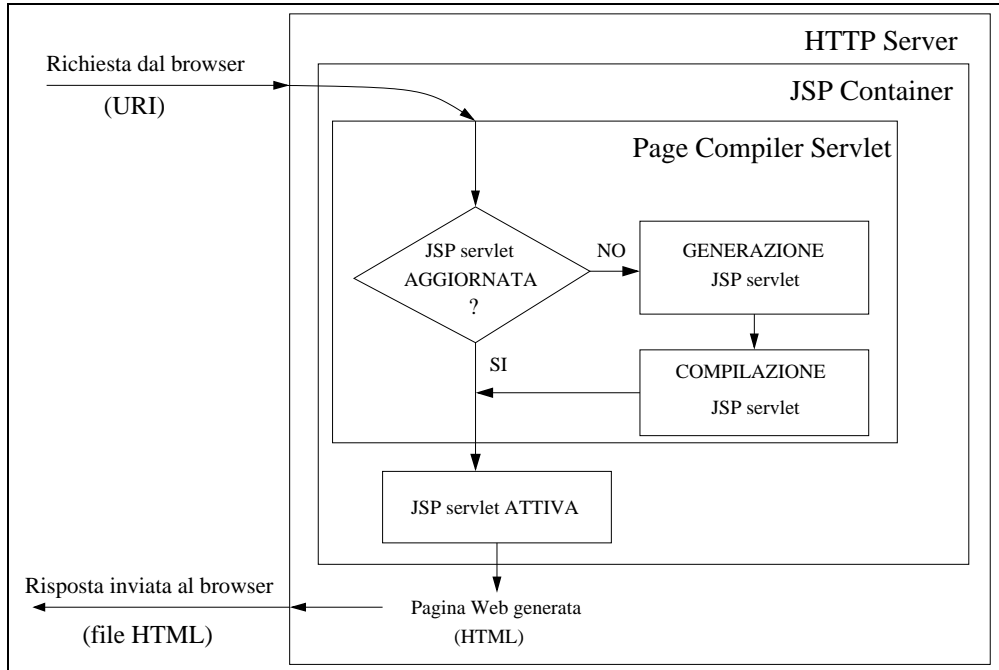 HTTP Server
Richiesta dal browser
(URI)
JSP Container
Page Compiler Servlet
JSP servlet
AGGIORNATA
?
NO
GENERAZIONE
JSP servlet
SI
COMPILAZIONE
JSP servlet
JSP servlet ATTIVA
Risposta inviata al browser
(file HTML)
Pagina Web generata
(HTML)